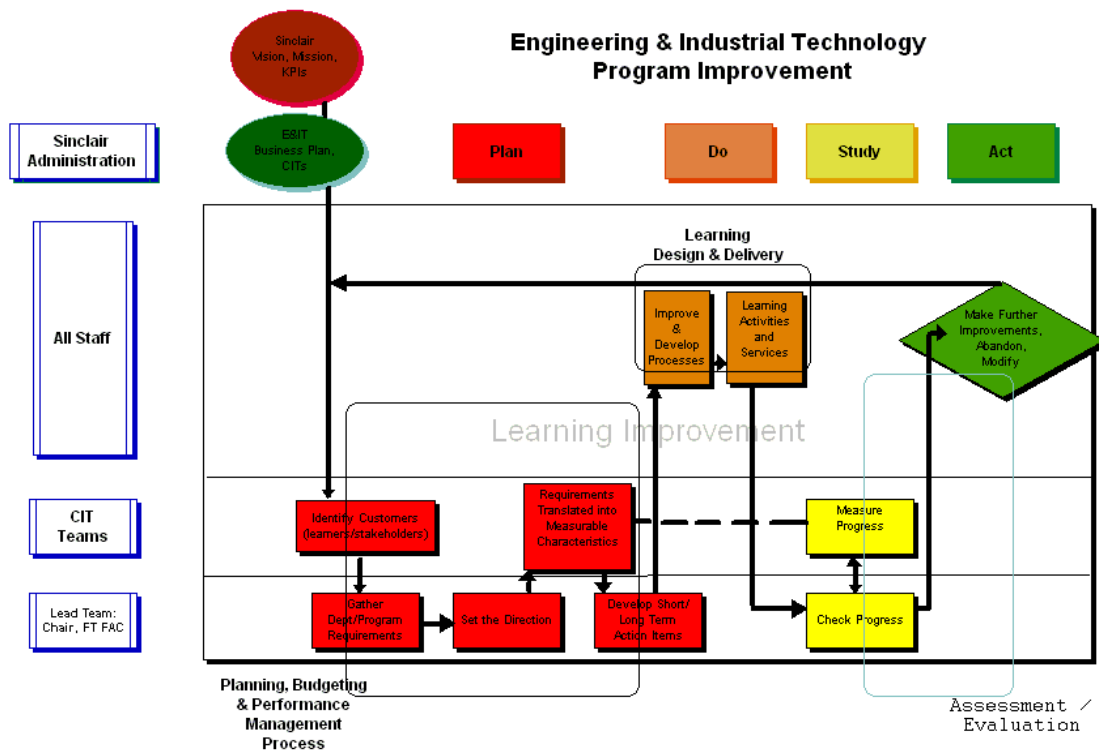 Sinclair
Vision, Mission,
KPIs
Engineering & Industrial Technology
Program Improvement
Sinclair
Administration
E&IT
Business Plan,
CITs
Plan
Do
Study
Act
Learning
Design & Delivery
All Staff
Improve
&
Develop
Processes
Learning
Activities
and
Services
Make Further
Improvements,
Abandon,
Modify
Learning Improvement
CIT
Teams
Identify Customers
(learners/stakeholders)
Requirements
Translated into
Measurable
Characteristics
Measure
Progress
Lead Team:
Chair, FT FAC
Gather
Dept/Program
Requirements
Set the Direction
Develop Short/
Long Term
Action Items
Check Progress
Planning, Budgeting
& Performance
Management
Process
Assessment /
Evaluation